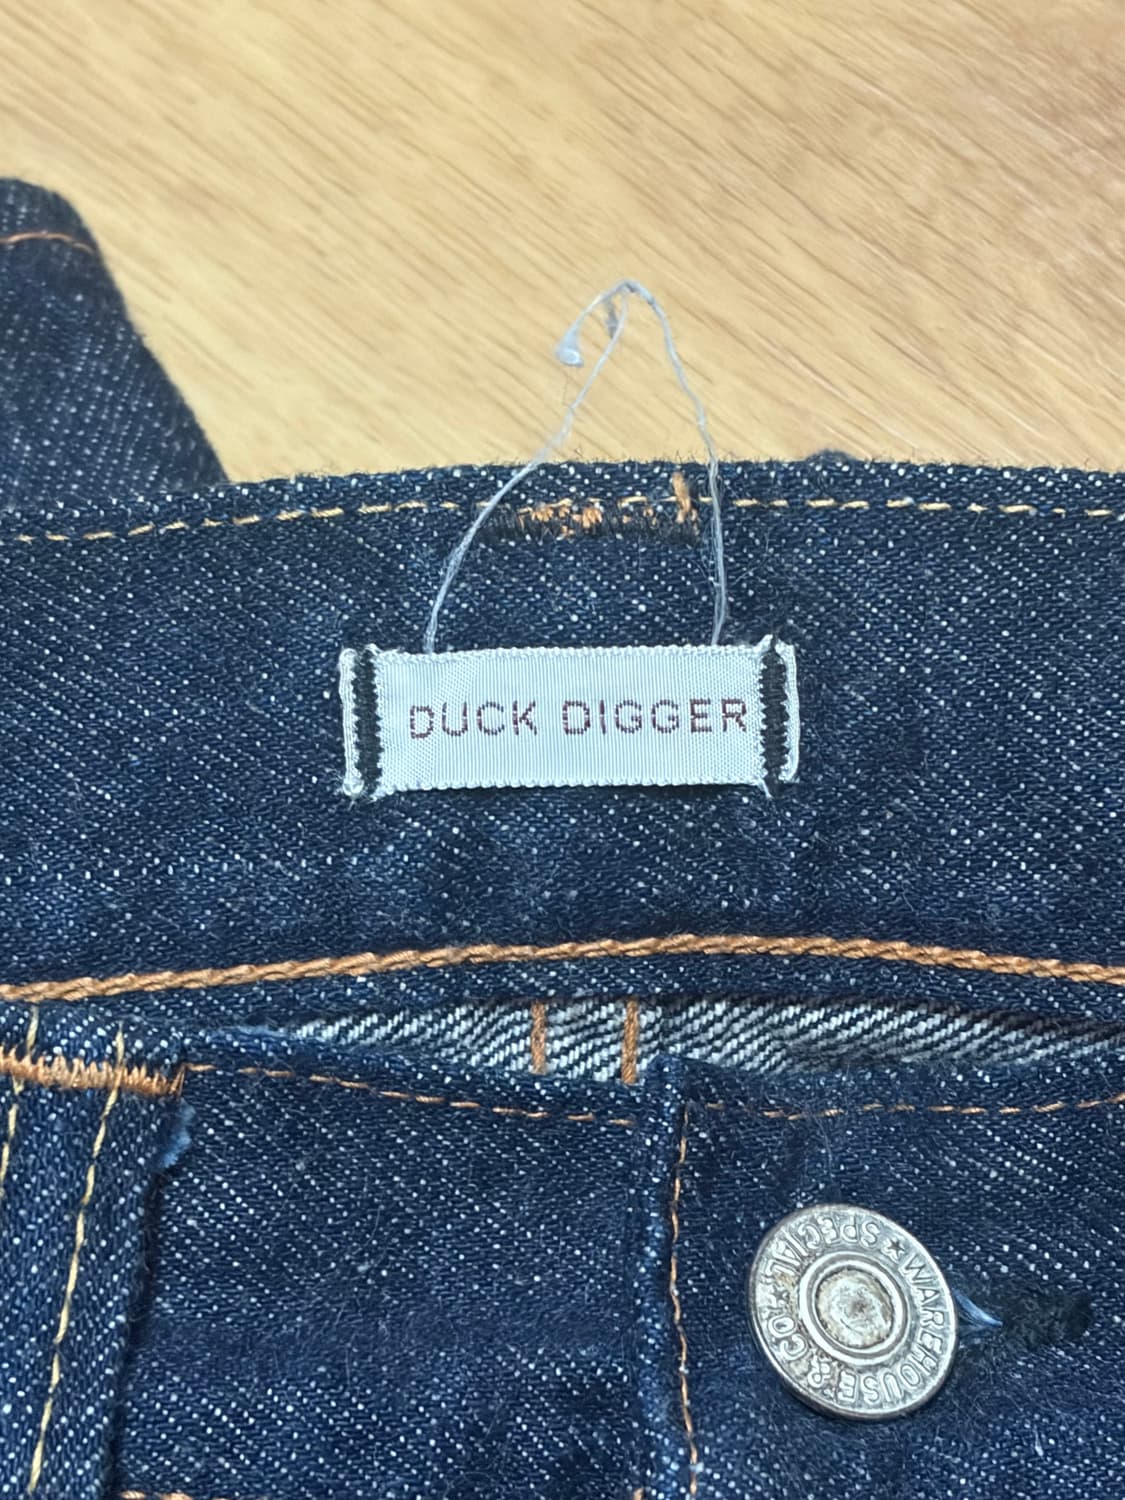 DUCK DIGGER
WAREHOUSE & CO. ★ SPECIAL ★